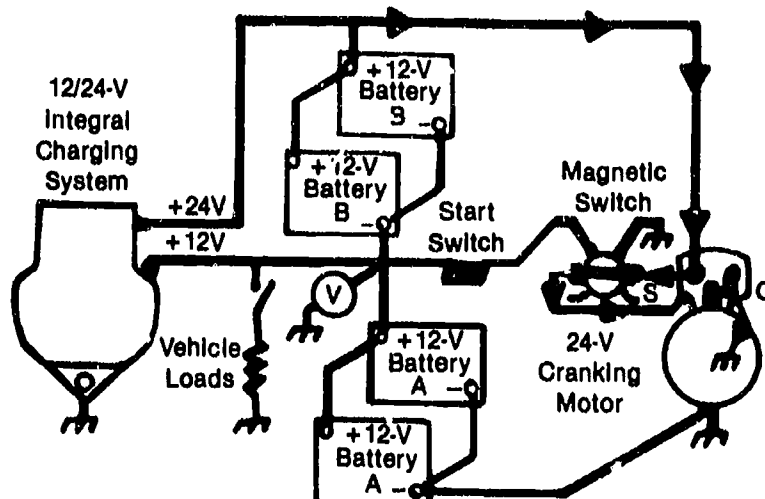 12/24-V
Integral
Charging
System
+24V
+12V
+12-V
Battery
B –
+12-V
Battery
B –
Start
Switch
Magnetic
Switch
S
G
V
Vehicle
Loads
24-V
Cranking
Motor
+12-V
Battery
A –
+12-V
Battery
A –